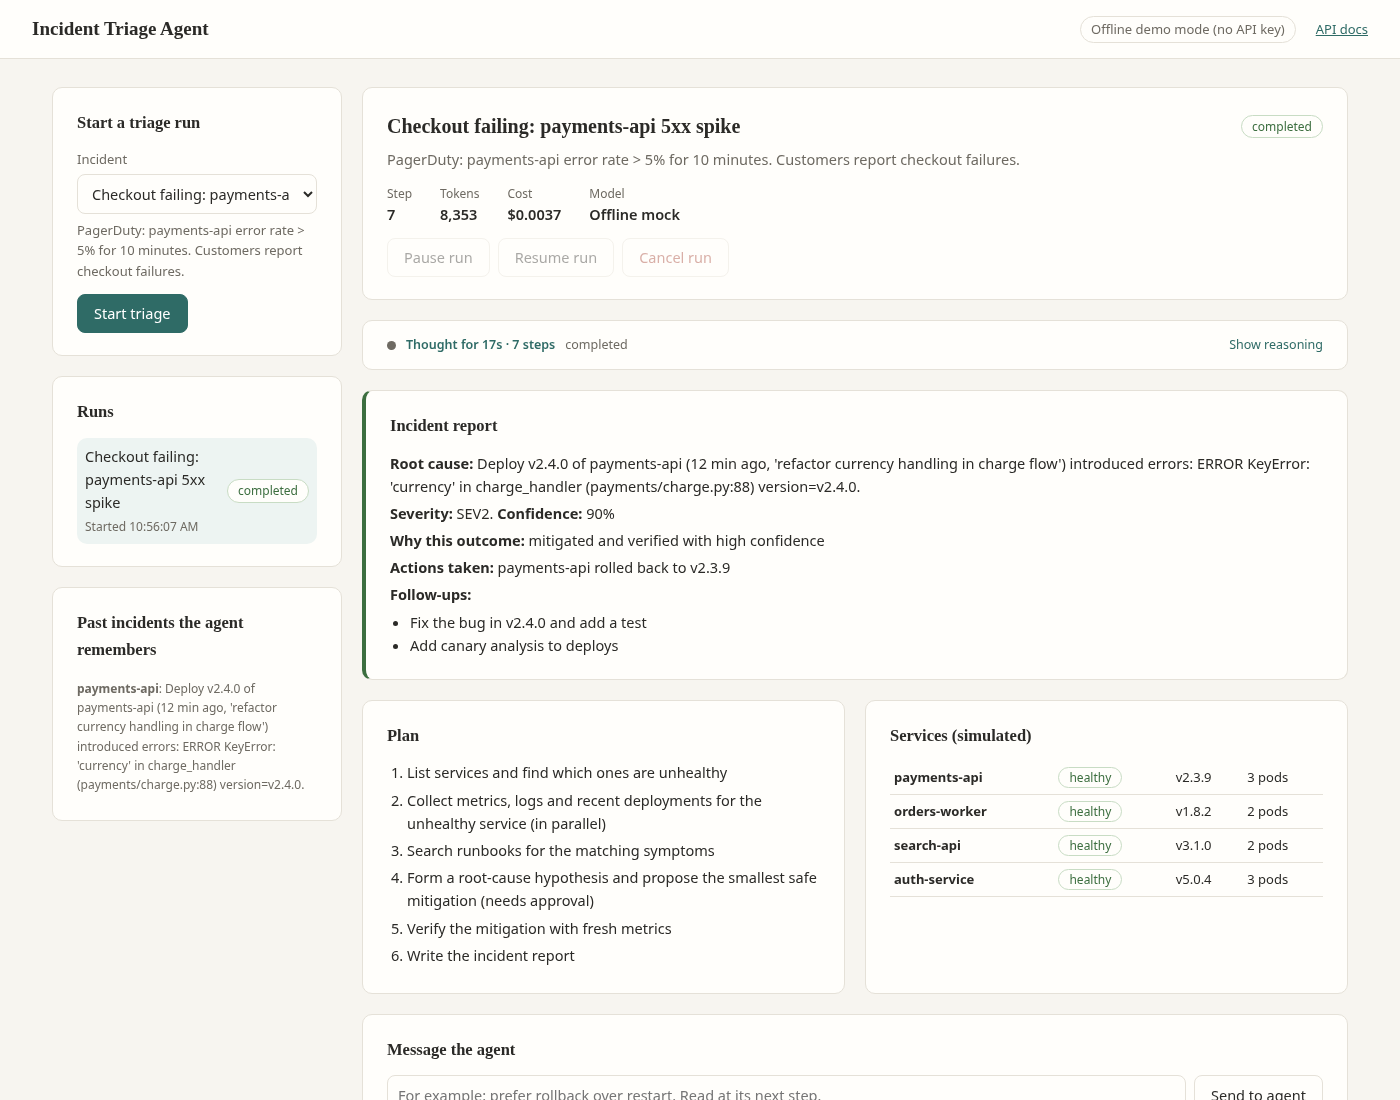 Incident Triage Agent
Offline demo mode (no API key)
API docs
Start a triage run
Incident
Checkout failing: payments-a
PagerDuty: payments-api error rate >
5% for 10 minutes. Customers report
checkout failures.
Start triage
Runs
Checkout failing:
payments-api 5xx
spike
completed
Started 10:56:07 AM
Past incidents the agent
remembers
payments-api: Deploy v2.4.0 of
payments-api (12 min ago, 'refactor
currency handling in charge flow')
introduced errors: ERROR KeyError:
'currency' in charge_handler
(payments/charge.py:88) version=v2.4.0.
Checkout failing: payments-api 5xx spike
completed
PagerDuty: payments-api error rate > 5% for 10 minutes. Customers report checkout failures.
Step Tokens Cost Model
7 8,353 $0.0037 Offline mock
Pause run Resume run Cancel run
Thought for 17s · 7 steps completed Show reasoning
Incident report
Root cause: Deploy v2.4.0 of payments-api (12 min ago, 'refactor currency handling in charge flow') introduced errors: ERROR KeyError:
'currency' in charge_handler (payments/charge.py:88) version=v2.4.0.
Severity: SEV2. Confidence: 90%
Why this outcome: mitigated and verified with high confidence
Actions taken: payments-api rolled back to v2.3.9
Follow-ups:
• Fix the bug in v2.4.0 and add a test
• Add canary analysis to deploys
Plan
1. List services and find which ones are unhealthy
2. Collect metrics, logs and recent deployments for the
unhealthy service (in parallel)
3. Search runbooks for the matching symptoms
4. Form a root-cause hypothesis and propose the smallest safe
mitigation (needs approval)
5. Verify the mitigation with fresh metrics
6. Write the incident report
Services (simulated)
payments-api healthy v2.3.9 3 pods
orders-worker healthy v1.8.2 2 pods
search-api healthy v3.1.0 2 pods
auth-service healthy v5.0.4 3 pods
Message the agent
For example: prefer rollback over restart. Read at its next step.
Send to agent